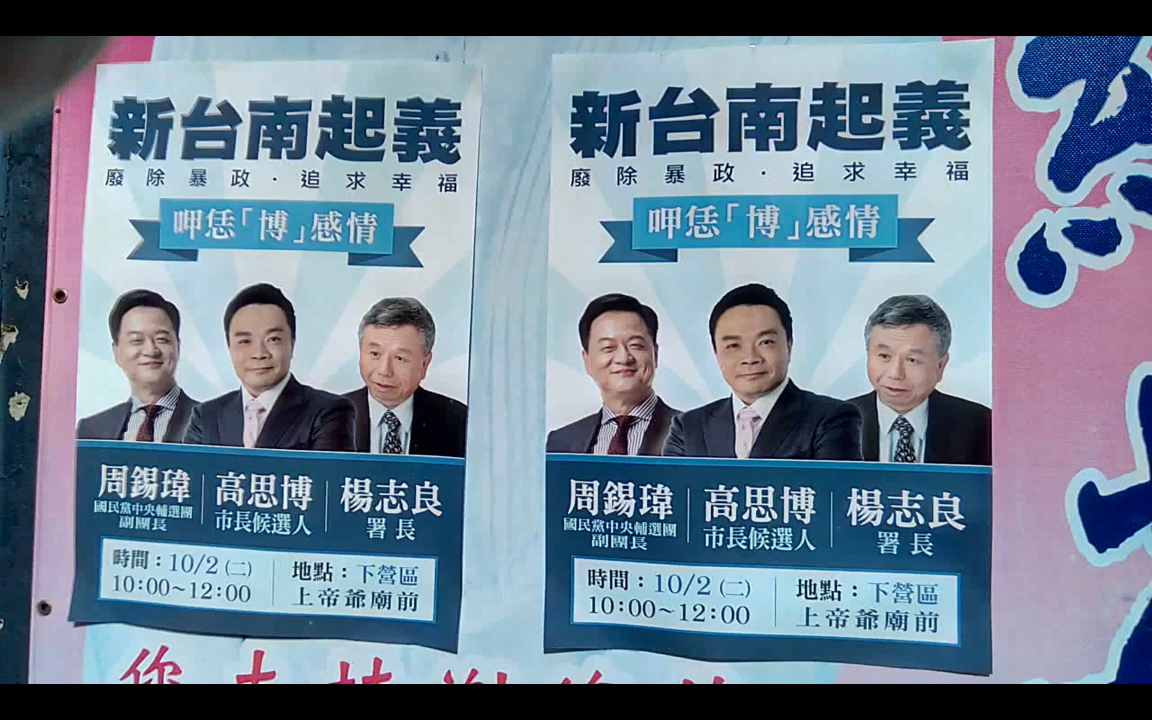 新台南起義
廢除暴政·追求幸福
呷恁「博」感情
周錫瑋
國民黨中央輔選團
副團長
高思博
市長候選人
楊志良
署長
時間：10/2 (二)
10:00~12:00
地點：下營區
上帝爺廟前
新台南起義
廢除暴政·追求幸福
呷恁「博」感情
周錫瑋
國民黨中央輔選團
副團長
高思博
市長候選人
楊志良
署長
時間：10/2 (二)
10:00~12:00
地點：下營區
上帝爺廟前